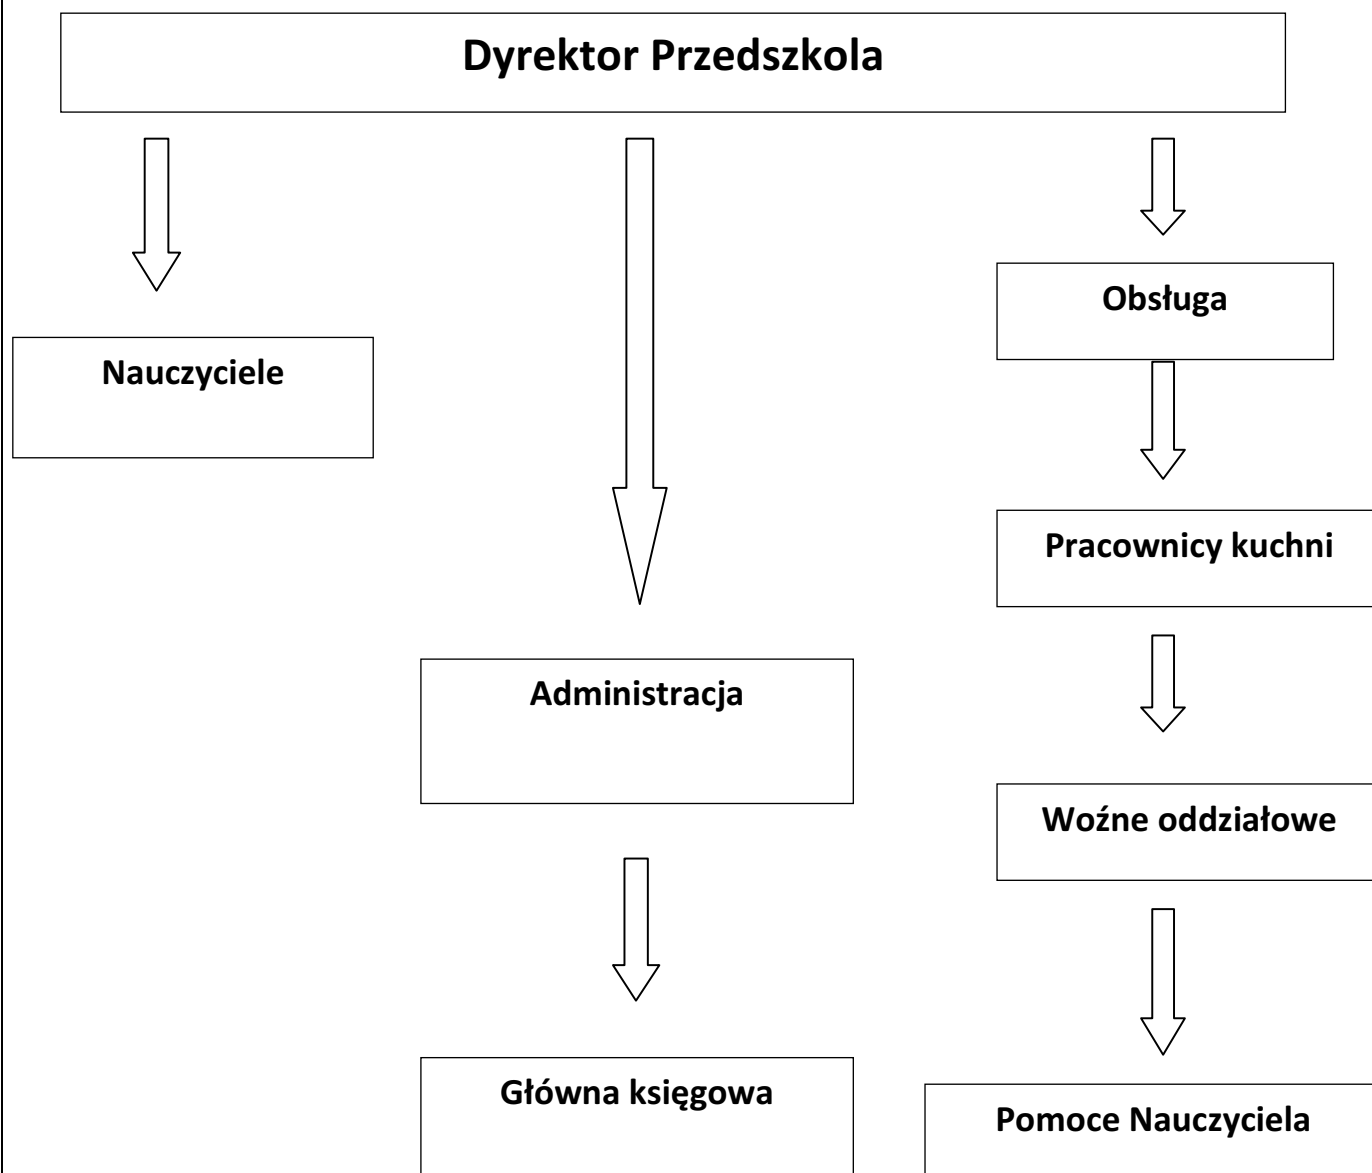 Dyrektor Przedszkola
Obsługa
Nauczyciele
Pracownicy kuchni
Administracja
Woźne oddziałowe
Główna księgowa
Pomoce Nauczyciela